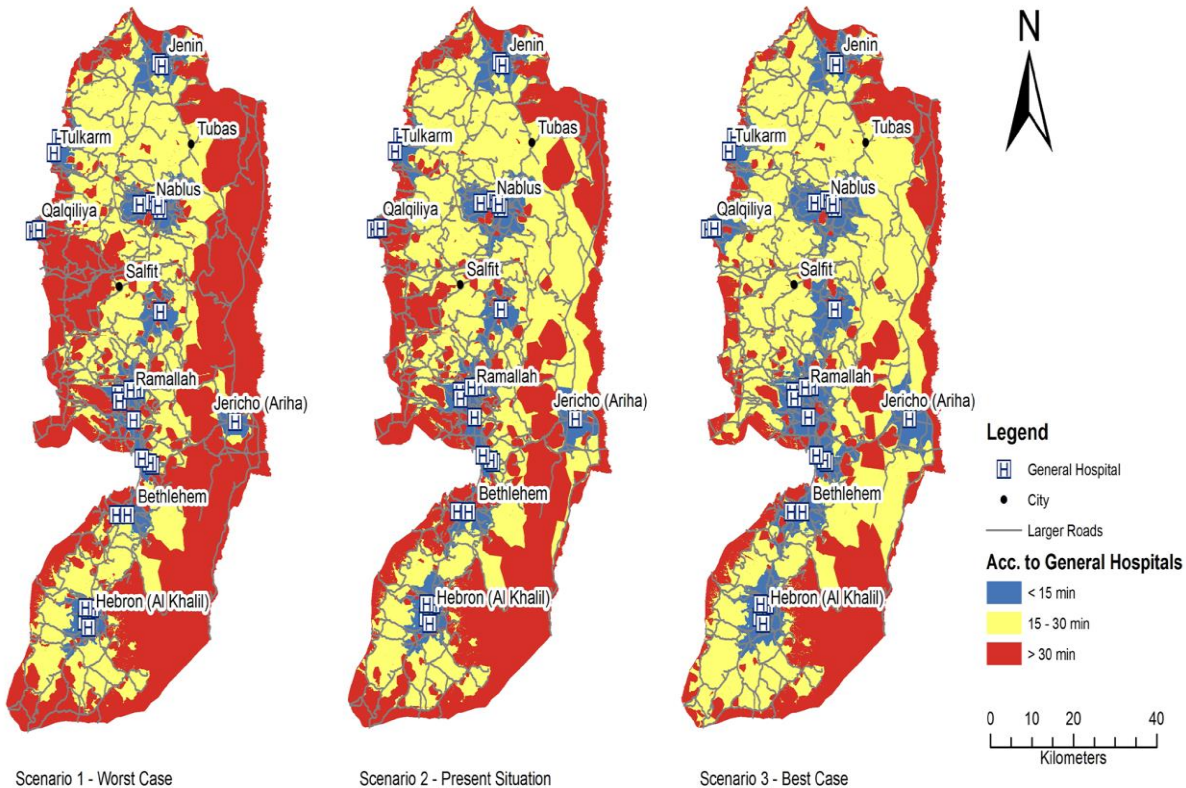 Jenin
Tulkarm
Tubas
Nablus
Qalqiliya
Salfit
Ramallah
Jericho (Ariha)
Bethlehem
Hebron (Al Khalil)
Scenario 1 - Worst Case
Jenin
Tulkarm
Tubas
Nablus
Qalqiliya
Salfit
Ramallah
Jericho (Ariha)
Bethlehem
Hebron (Al Khalil)
Scenario 2 - Present Situation
Jenin
Tulkarm
Tubas
Nablus
Qalqiliya
Salfit
Ramallah
Jericho (Ariha)
Bethlehem
Hebron (Al Khalil)
Scenario 3 - Best Case
N
Legend
H General Hospital
City
Larger Roads
Acc. to General Hospitals
< 15 min
15 - 30 min
> 30 min
0 10 20 40
Kilometers